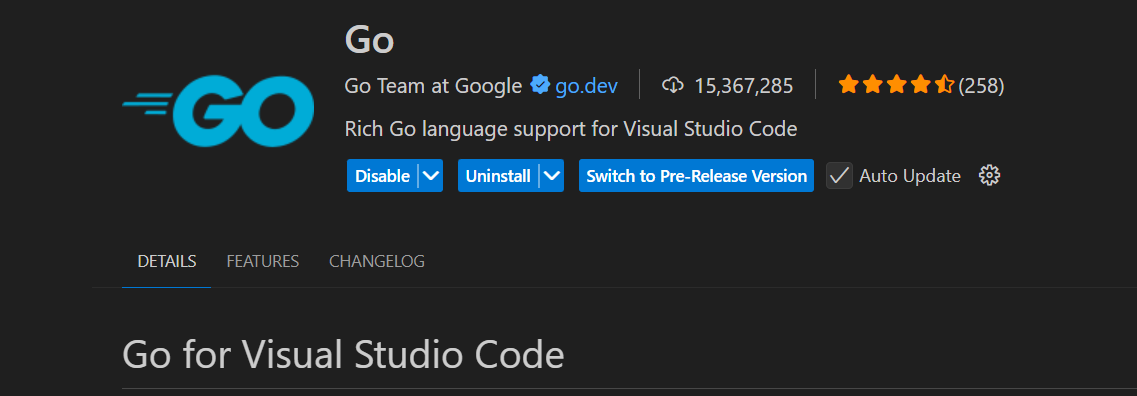 Go
GO
Go Team at Google go.dev 15,367,285 (258)
Rich Go language support for Visual Studio Code
Disable Uninstall Switch to Pre-Release Version Auto Update
DETAILS FEATURES CHANGELOG
Go for Visual Studio Code